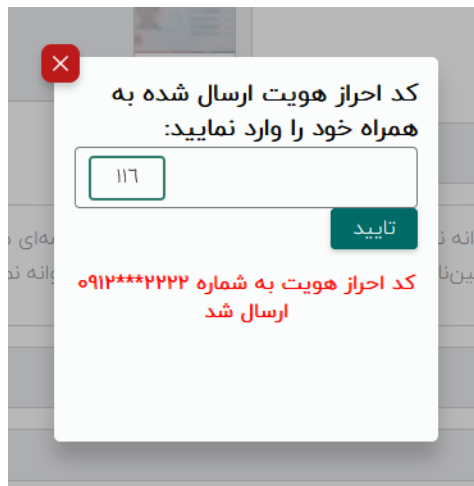 کد احراز هویت ارسال شده به
همراه خود را وارد نمایید:
١١٦
تایید
کد احراز هویت به شماره ۰۹۱۲***۲۲۲۲
ارسال شد